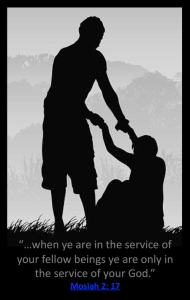 “…when ye are in the service of
your fellow beings ye are only in
the service of your God.”
Mosiah 2: 17